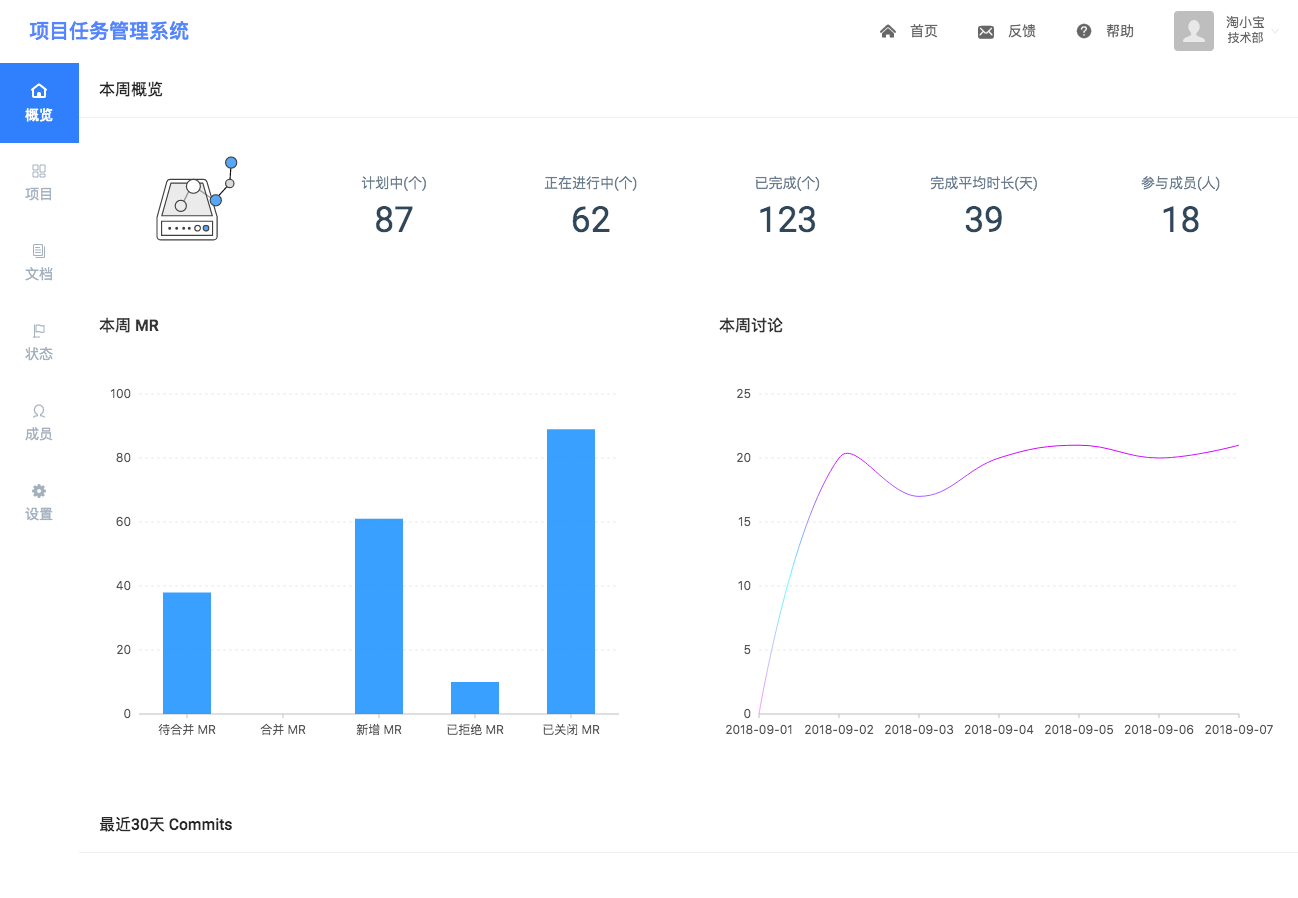 项目任务管理系统
首页
反馈
帮助
淘小宝
技术部
概览
项目
文档
状态
成员
设置
本周概览
计划中(个)
87
正在进行中(个)
62
已完成(个)
123
完成平均时长(天)
39
参与成员(人)
18
本周 MR
100
80
60
40
20
0
待合并 MR
合并 MR
新增 MR
已拒绝 MR
已关闭 MR
本周讨论
25
20
15
10
5
0
2018-09-01
2018-09-02
2018-09-03
2018-09-04
2018-09-05
2018-09-06
2018-09-07
最近30天 Commits